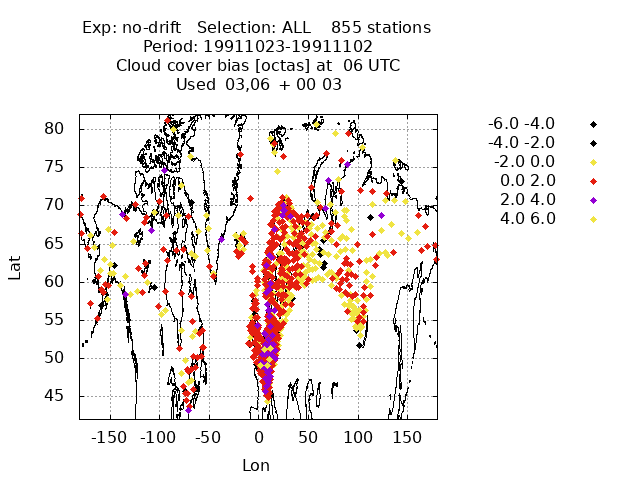 Exp: no-drift Selection: ALL 855 stations
Period: 19911023-19911102
Cloud cover bias [octas] at 06 UTC
Used 03,06 + 00 03
-6.0 -4.0
-4.0 -2.0
-2.0 0.0
0.0 2.0
2.0 4.0
4.0 6.0
80
75
70
65
60
55
50
45
Lat
-150 -100 -50 0 50 100 150
Lon